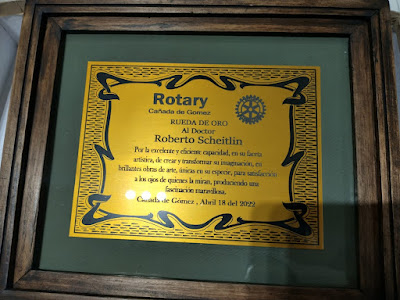 Rotary
Cañada de Gomez
RUEDA DE ORO
Al Doctor
Roberto Scheitlin
Por la excelente y eficiente capacidad, en su faceta
artística, de crear y transformar su imaginación, en
brillantes obras de arte, únicas en su especie, para satisfacción
a los ojos de quienes la miran, produciendo una
fascinación maravillosa.
Cañada de Gómez , Abril 18 del 2022